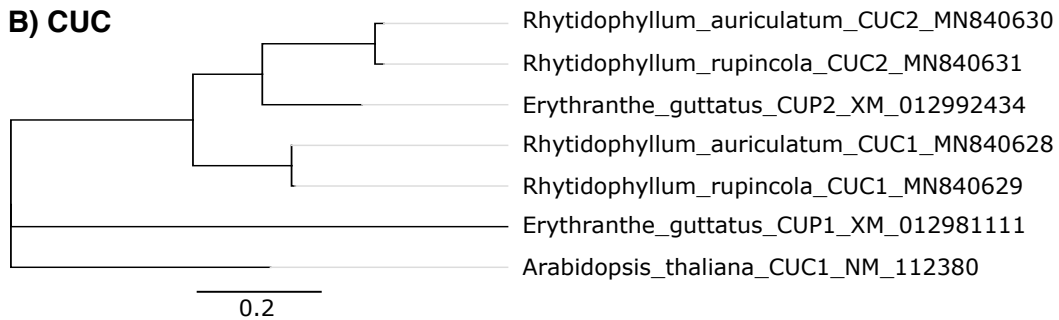 B) CUC
Rhytidophyllum_auriculatum_CUC2_MN840630
Rhytidophyllum_rupincola_CUC2_MN840631
Erythranthe_guttatus_CUP2_XM_012992434
Rhytidophyllum_auriculatum_CUC1_MN840628
Rhytidophyllum_rupincola_CUC1_MN840629
Erythranthe_guttatus_CUP1_XM_012981111
Arabidopsis_thaliana_CUC1_NM_112380
0.2